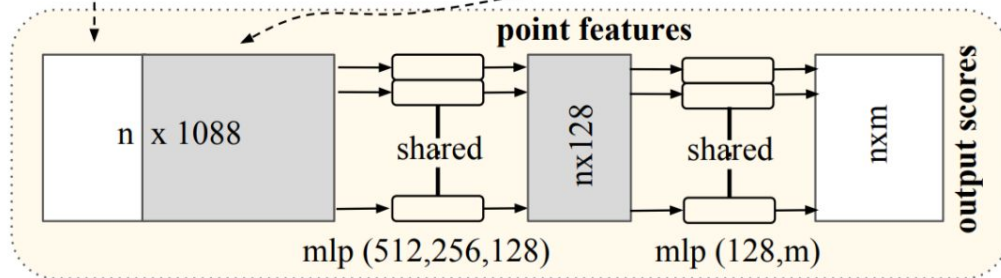 point features
n x 1088
shared
nx128
shared
nxm
output scores
mlp (512,256,128)
mlp (128,m)